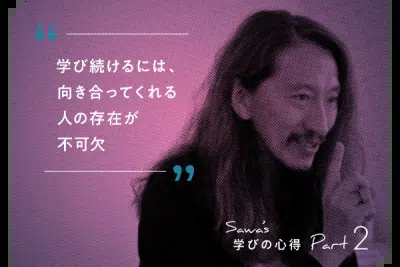 学び続けるには、
向き合ってくれる
人の存在が
不可欠
Sawa's
学びの心得 Part 2